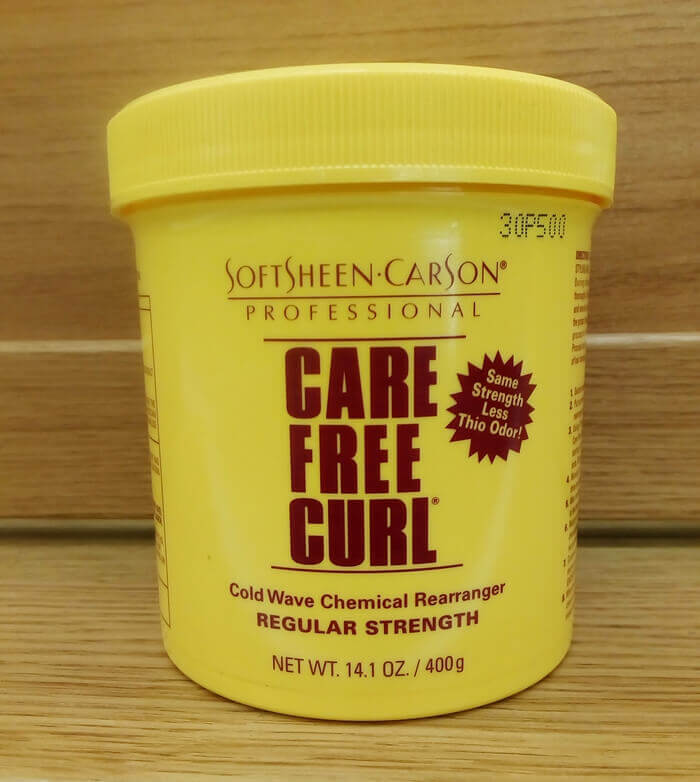 30P500
SOFTSHEEN·CARSON®
PROFESSIONAL
CARE
FREE
CURL®
Same
Strength
Less
Thio Odor!
Cold Wave Chemical Rearranger
REGULAR STRENGTH
NET WT. 14.1 OZ. / 400g